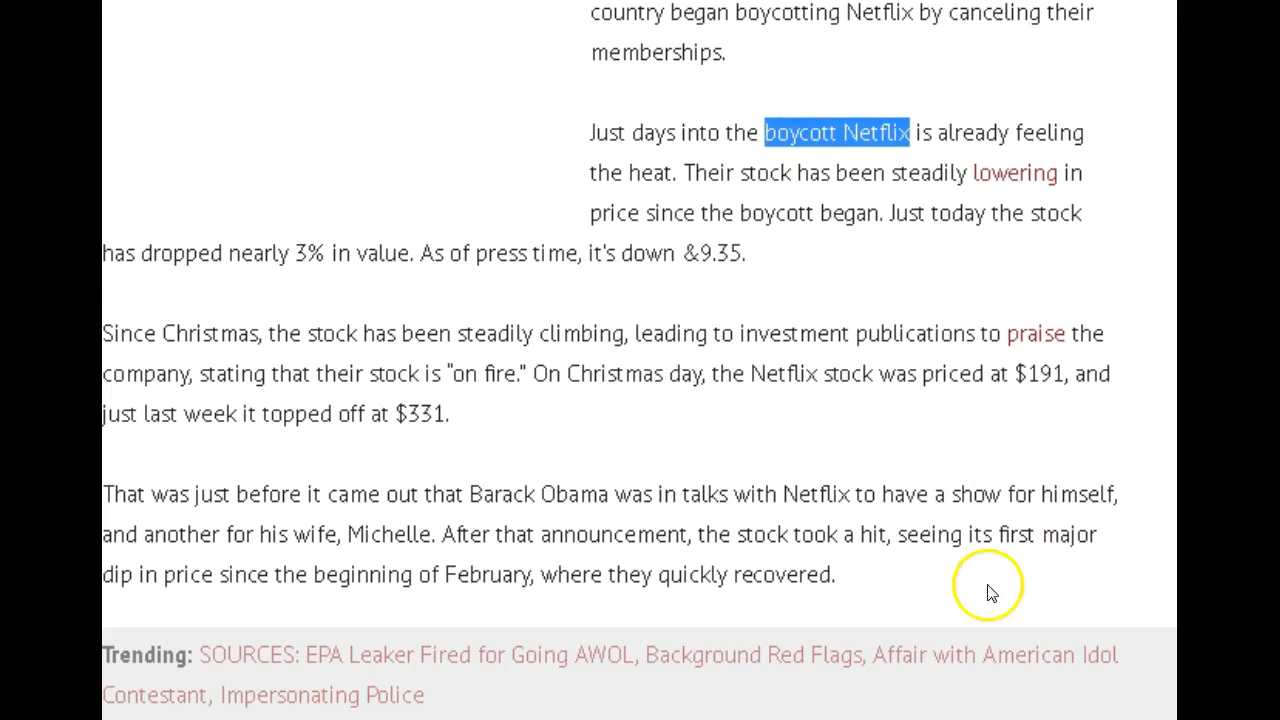 country began boycotting Netflix by canceling their
memberships.
Just days into the boycott Netflix is already feeling
the heat. Their stock has been steadily lowering in
price since the boycott began. Just today the stock
has dropped nearly 3% in value. As of press time, it's down &9.35.
Since Christmas, the stock has been steadily climbing, leading to investment publications to praise the
company, stating that their stock is “on fire.” On Christmas day, the Netflix stock was priced at $191, and
just last week it topped off at $331.
That was just before it came out that Barack Obama was in talks with Netflix to have a show for himself,
and another for his wife, Michelle. After that announcement, the stock took a hit, seeing its first major
dip in price since the beginning of February, where they quickly recovered.
Trending: SOURCES: EPA Leaker Fired for Going AWOL, Background Red Flags, Affair with American Idol
Contestant, Impersonating Police